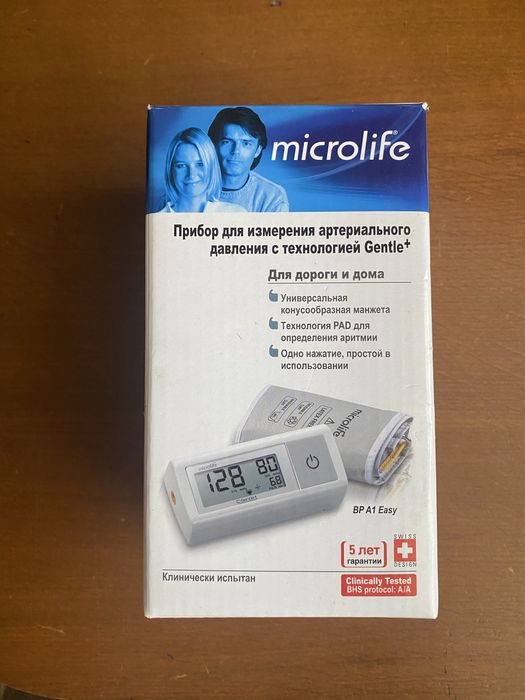 microlife®
Прибор для измерения артериального
давления с технологией Gentle+
Для дороги и дома
Универсальная
конусообразная манжета
Технология PAD для
определения аритмии
Одно нажатие, простой в
использовании
microlife
microlife
128 80
68
BP A1 Easy
5 лет
гарантии
SWISS
DESIGN
Клинически испытан
Clinically Tested
BHS protocol: A/A